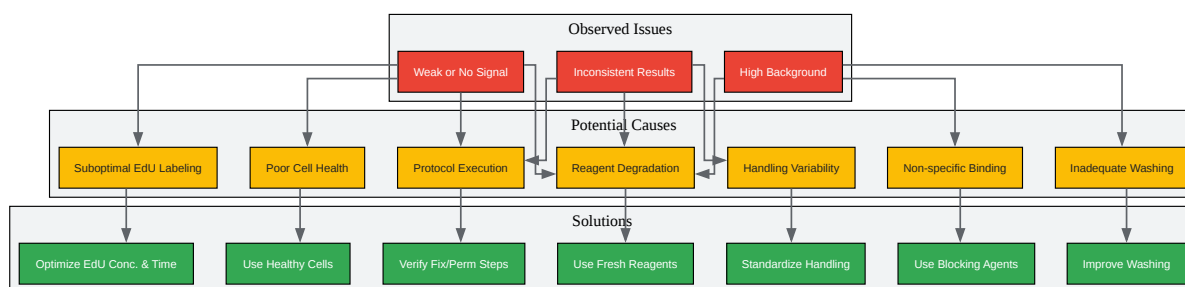 Observed Issues
Weak or No Signal
Inconsistent Results
High Background
Potential Causes
Suboptimal EdU Labeling
Poor Cell Health
Protocol Execution
Reagent Degradation
Handling Variability
Non-specific Binding
Inadequate Washing
Solutions
Optimize EdU Conc. & Time
Use Healthy Cells
Verify Fix/Perm Steps
Use Fresh Reagents
Standardize Handling
Use Blocking Agents
Improve Washing